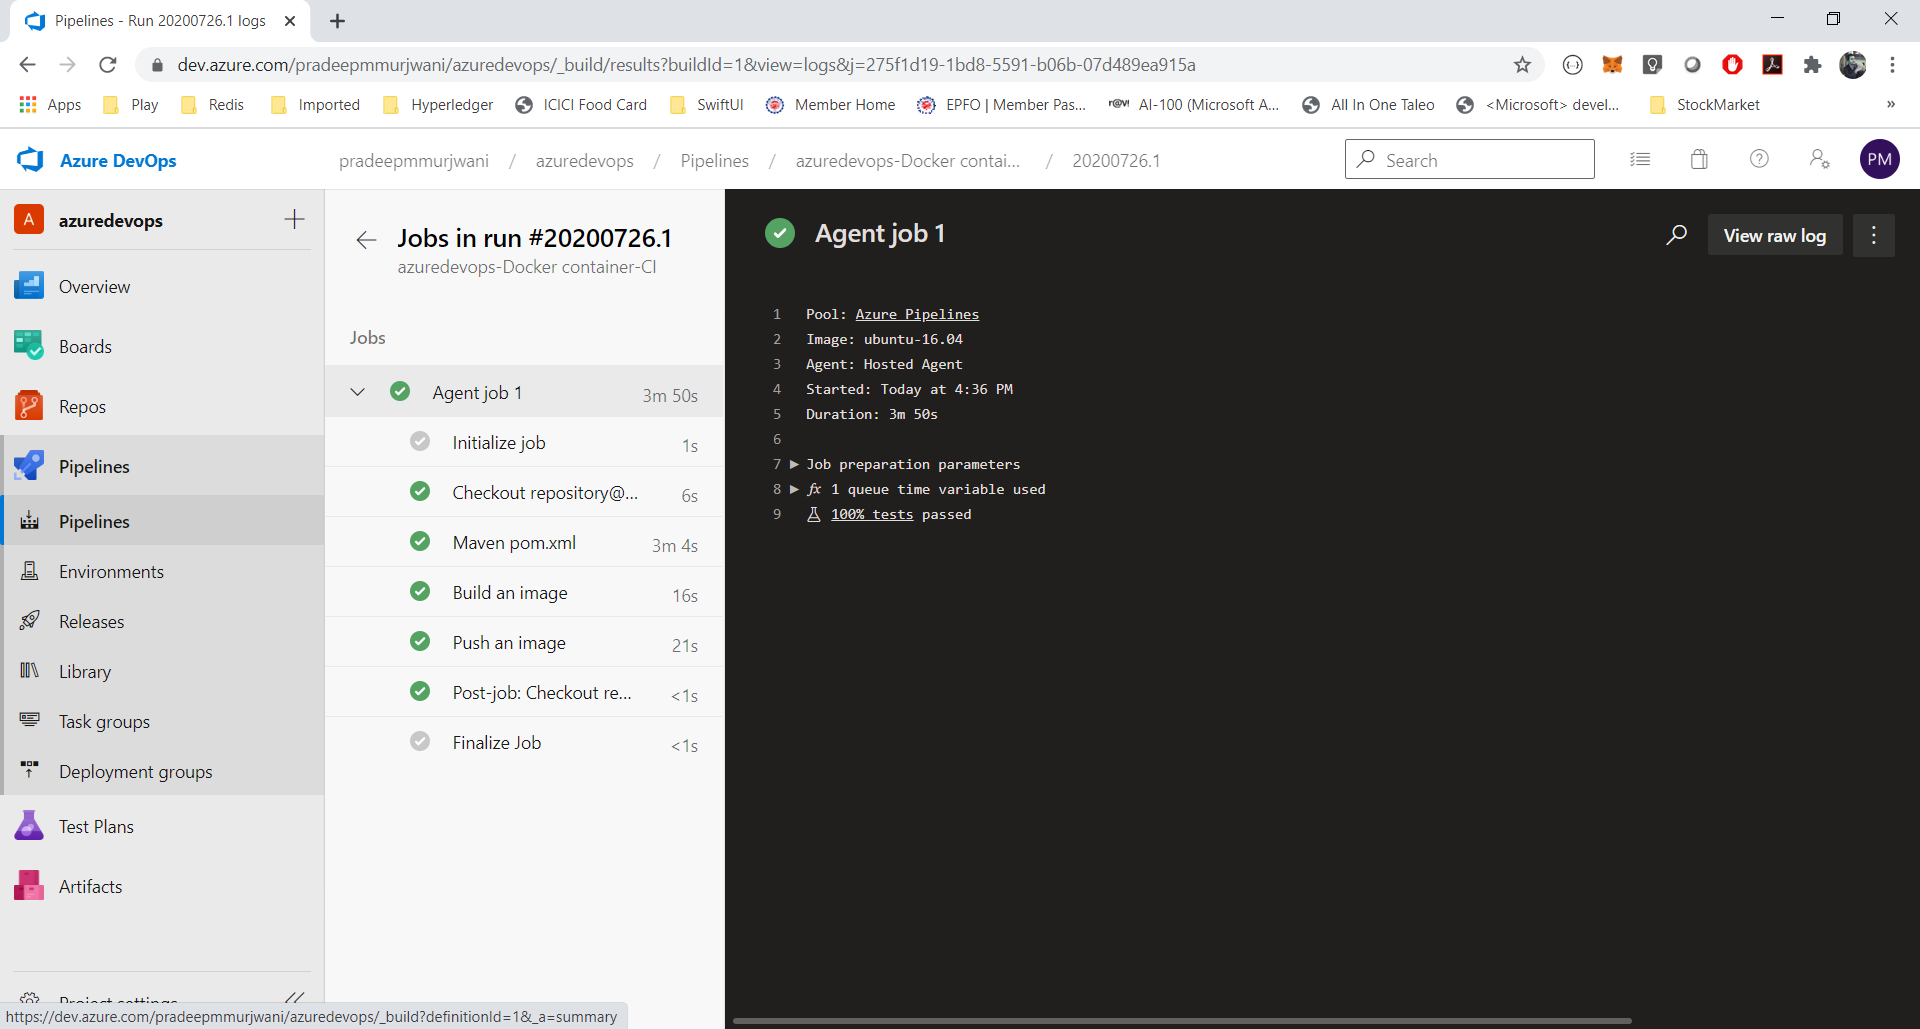 Pipelines - Run 20200726.1 logs
dev.azure.com/pradeepmmurjwani/azuredevops/_build/results?buildId=1&view=logs&j=275f1d19-1bd8-5591-b06b-07d489ea915a
Apps Play Redis Imported Hyperledger ICICI Food Card SwiftUI Member Home EPFO | Member Pas... r@v! AI-100 (Microsoft A... All In One Taleo <Microsoft> devel... StockMarket »
Azure DevOps pradeepmmurjwani / azuredevops / Pipelines / azuredevops-Docker contai... / 20200726.1 Search PM
A azuredevops
Overview
Boards
Repos
Pipelines
Pipelines
Environments
Releases
Library
Task groups
Deployment groups
Test Plans
Artifacts
Project settings
https://dev.azure.com/pradeepmmurjwani/azuredevops/_build?definitionId=1&_a=summary
Jobs in run #20200726.1
azuredevops-Docker container-CI
Jobs
Agent job 1 3m 50s
Initialize job 1s
Checkout repository@... 6s
Maven pom.xml 3m 4s
Build an image 16s
Push an image 21s
Post-job: Checkout re... <1s
Finalize Job <1s
Agent job 1 View raw log
1 Pool: Azure Pipelines
2 Image: ubuntu-16.04
3 Agent: Hosted Agent
4 Started: Today at 4:36 PM
5 Duration: 3m 50s
6
7 Job preparation parameters
8 fx 1 queue time variable used
9 100% tests passed